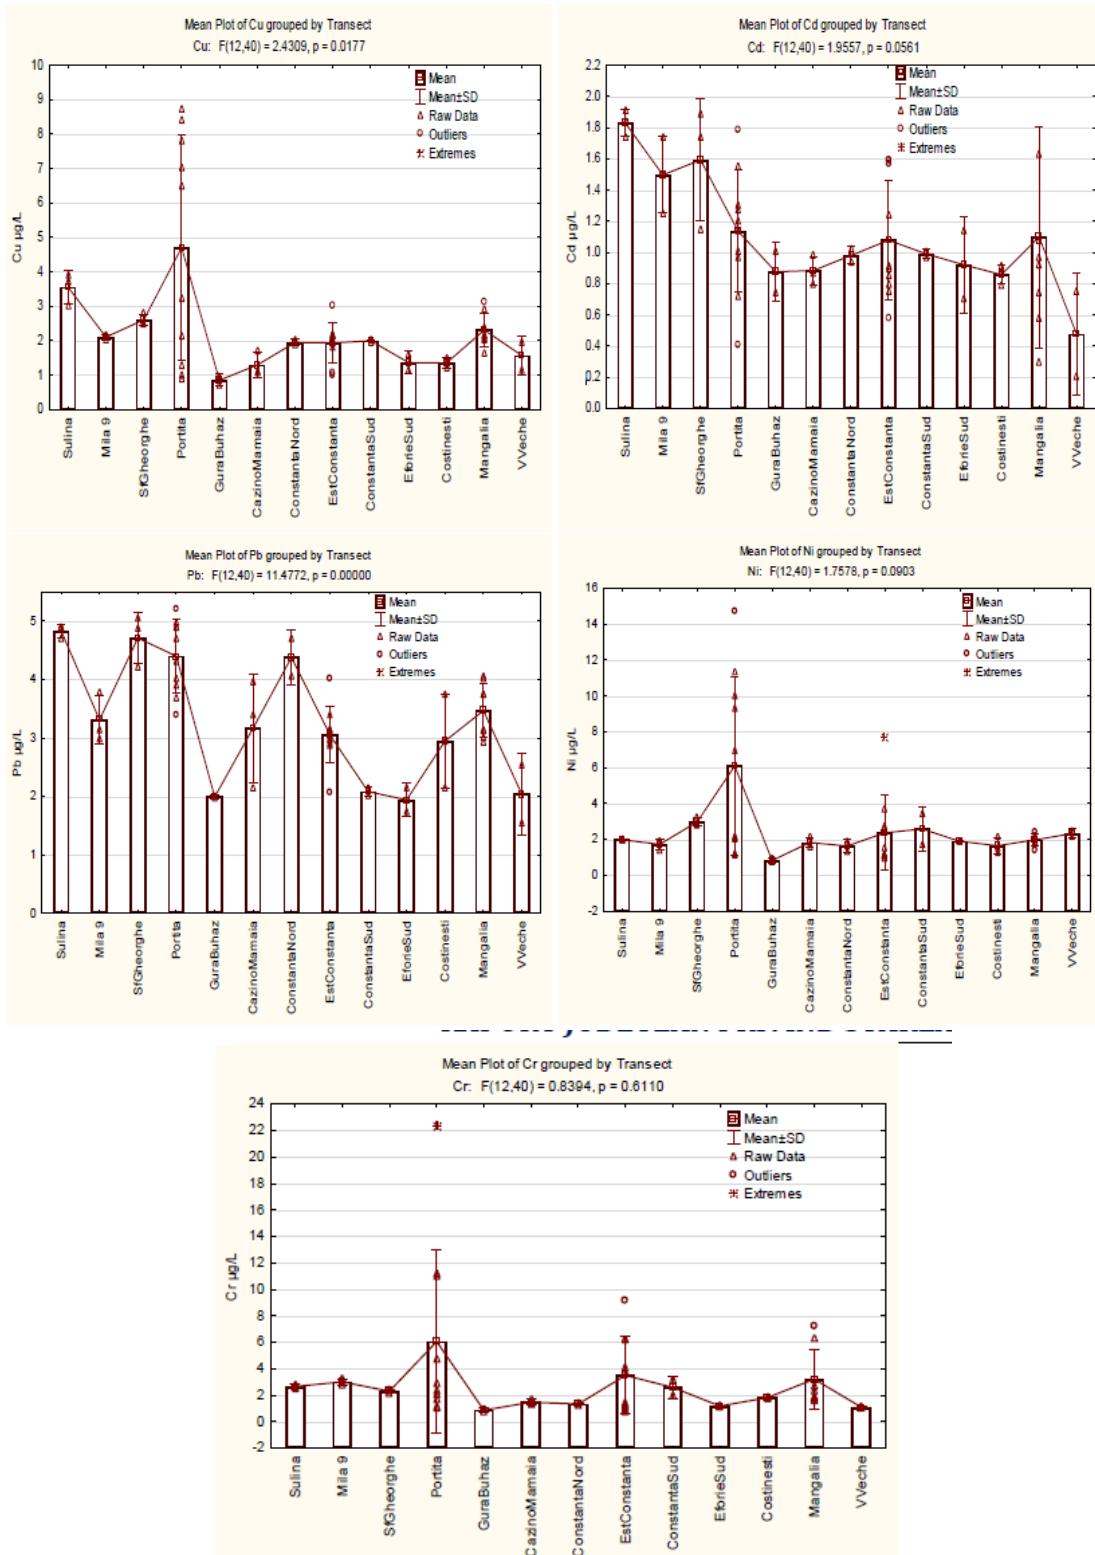 Mean Plot of Cu grouped by Transect
Cu: F(12,40) = 2.4309, p = 0.0177
10
9
8
7
6
5
4
3
2
1
0
Cu µg/L
Mean
Mean±SD
Raw Data
Outliers
Extremes
Sulina
Mila 9
SfGheorghe
Portita
GuraBuhaz
CazinoMamaia
ConstantaNord
EstConstanta
ConstantaSud
EforieSud
Costinesti
Mangalia
VVeche
Mean Plot of Cd grouped by Transect
Cd: F(12,40) = 1.9557, p = 0.0561
2.2
2.0
1.8
1.6
1.4
1.2
1.0
0.8
0.6
0.4
0.2
0.0
Cd µg/L
Mean
Mean±SD
Raw Data
Outliers
Extremes
Sulina
Mila 9
SfGheorghe
Portita
GuraBuhaz
CazinoMamaia
ConstantaNord
EstConstanta
ConstantaSud
EforieSud
Costinesti
Mangalia
VVeche
Mean Plot of Pb grouped by Transect
Pb: F(12,40) = 11.4772, p = 0.00000
5
4
3
2
1
0
Pb µg/L
Mean
Mean±SD
Raw Data
Outliers
Extremes
Sulina
Mila 9
SfGheorghe
Portita
GuraBuhaz
CazinoMamaia
ConstantaNord
EstConstanta
ConstantaSud
EforieSud
Costinesti
Mangalia
VVeche
Mean Plot of Ni grouped by Transect
Ni: F(12,40) = 1.7578, p = 0.0903
16
14
12
10
8
6
4
2
0
-2
Ni µg/L
Mean
Mean±SD
Raw Data
Outliers
Extremes
Sulina
Mila 9
SfGheorghe
Portita
GuraBuhaz
CazinoMamaia
ConstantaNord
EstConstanta
ConstantaSud
EforieSud
Costinesti
Mangalia
VVeche
Mean Plot of Cr grouped by Transect
Cr: F(12,40) = 0.8394, p = 0.6110
24
22
20
18
16
14
12
10
8
6
4
2
0
-2
Cr µg/L
Mean
Mean±SD
Raw Data
Outliers
Extremes
Sulina
Mila 9
SfGheorghe
Portita
GuraBuhaz
CazinoMamaia
ConstantaNord
EstConstanta
ConstantaSud
EforieSud
Costinesti
Mangalia
VVeche